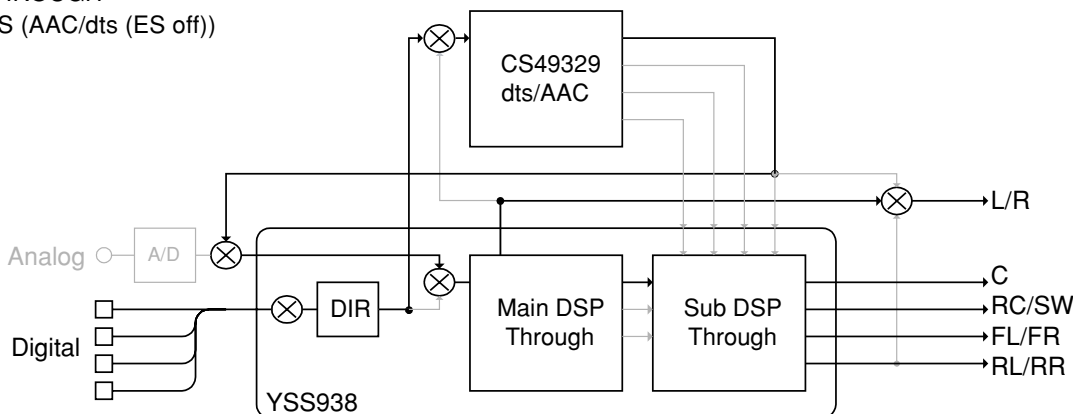 S (AAC/dts (ES off))
CS49329
dts/AAC
L/R
Analog
A/D
C
DIR
Main DSP
Through
Sub DSP
Through
RC/SW
FL/FR
Digital
RL/RR
YSS938